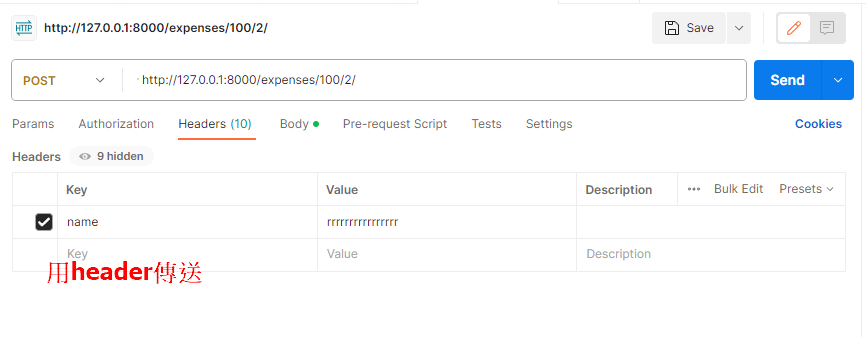 HTTP http://127.0.0.1:8000/expenses/100/2/ Save
POST http://127.0.0.1:8000/expenses/100/2/ Send
Params Authorization Headers (10) Body Pre-request Script Tests Settings Cookies
Headers 9 hidden
Key Value Description ••• Bulk Edit Presets
name rrrrrrrrrrrrrrrr
Key Value Description
用header傳送